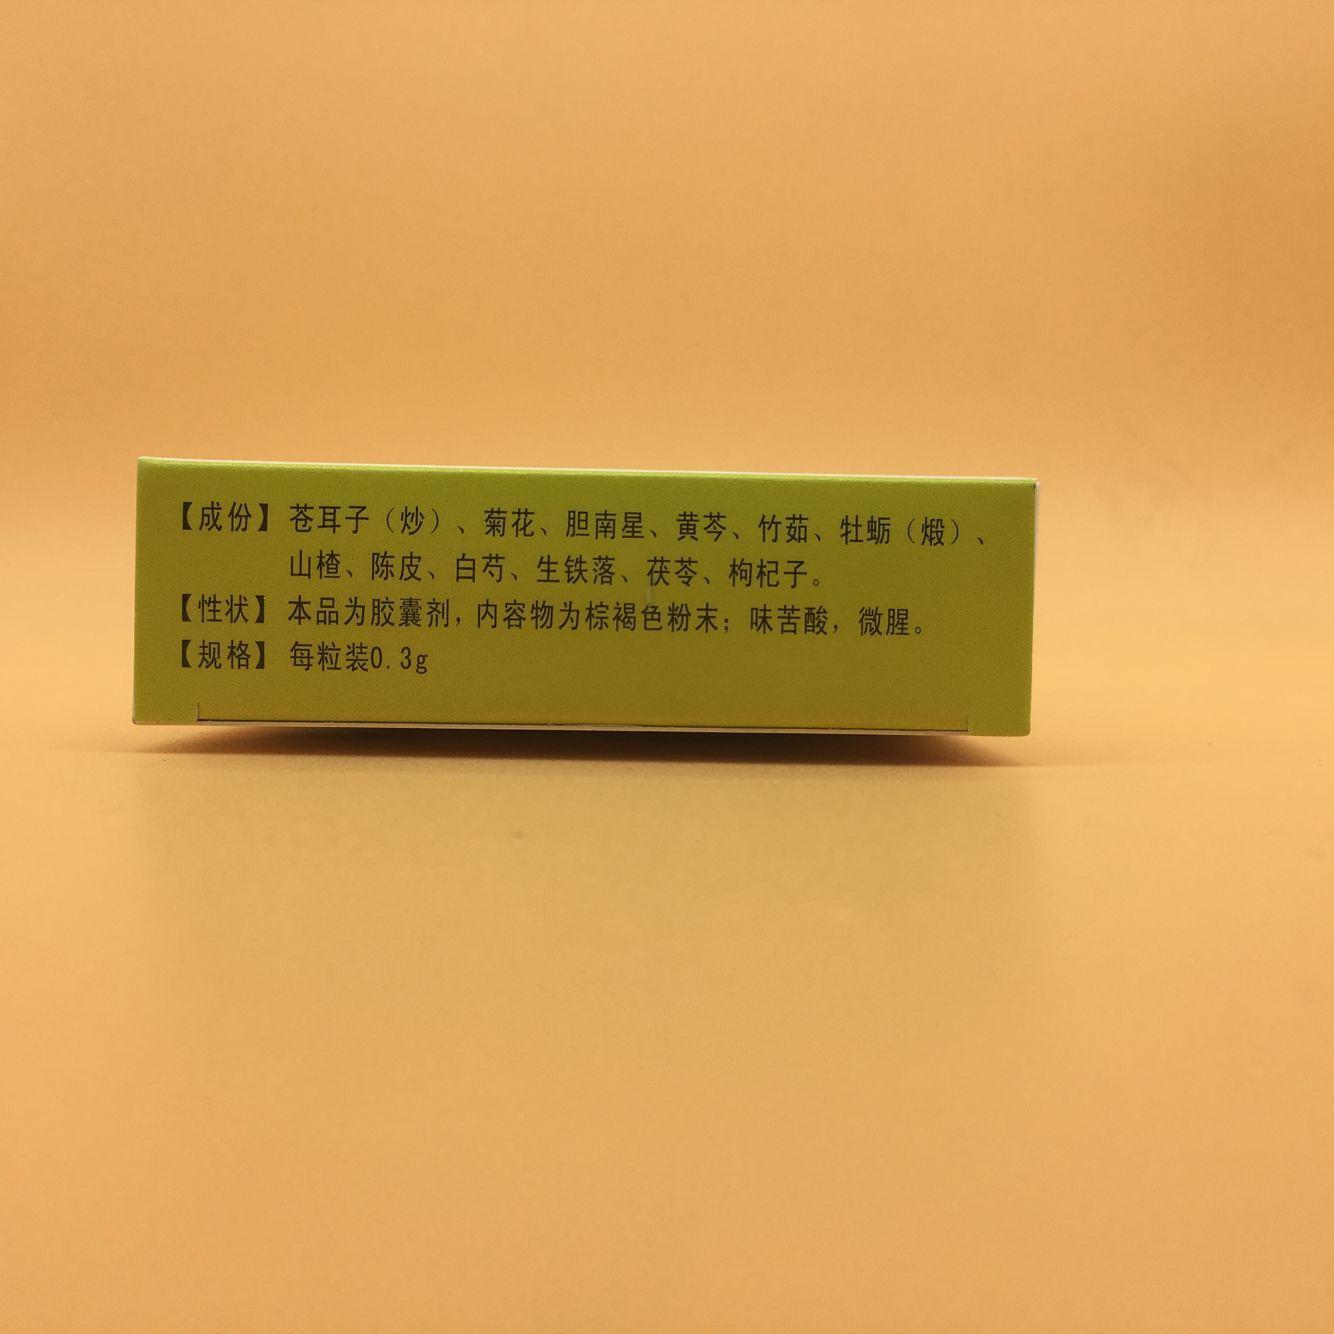 【成份】苍耳子（炒）、菊花、胆南星、黄芩、竹茹、牡蛎（煅）、
山楂、陈皮、白芍、生铁落、茯苓、枸杞子。
【性状】本品为胶囊剂，内容物为棕褐色粉末；味苦酸，微腥。
【规格】每粒装0.3g